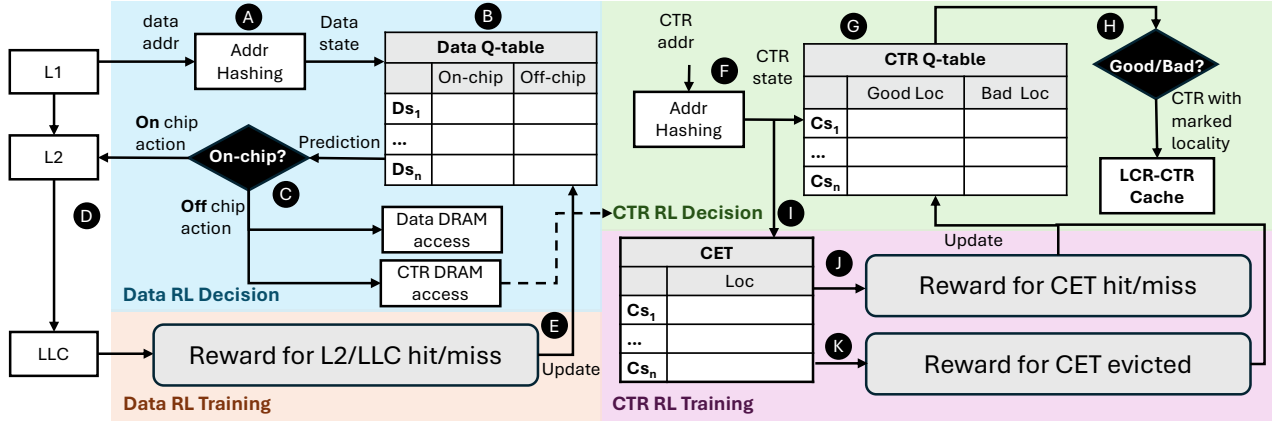 L1
L2
D
LLC
data
addr
A
Addr
Hashing
Data
state
B
Data Q-table
On-chip
Off-chip
Ds1
...
Dsn
On chip
action
On-chip?
Prediction
C
Off chip
action
Data DRAM
access
CTR DRAM
access
Data RL Decision
Reward for L2/LLC hit/miss
E
Update
Data RL Training
CTR
addr
F
Addr
Hashing
CTR
state
G
CTR Q-table
Good Loc
Bad Loc
Cs1
...
Csn
H
Good/Bad?
CTR with
marked
locality
LCR-CTR
Cache
CTR RL Decision
I
Update
CET
Loc
Cs1
...
Csn
J
Reward for CET hit/miss
K
Reward for CET evicted
CTR RL Training